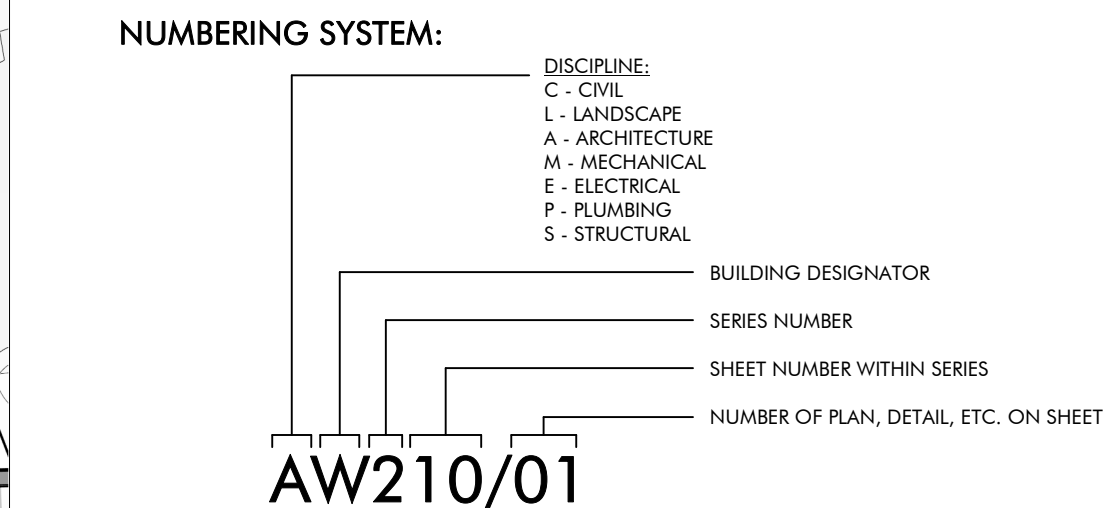 NUMBERING SYSTEM:
DISCIPLINE:
C - CIVIL
L - LANDSCAPE
A - ARCHITECTURE
M - MECHANICAL
E - ELECTRICAL
P - PLUMBING
S - STRUCTURAL
BUILDING DESIGNATOR
SERIES NUMBER
SHEET NUMBER WITHIN SERIES
NUMBER OF PLAN, DETAIL, ETC. ON SHEET
AW210/01